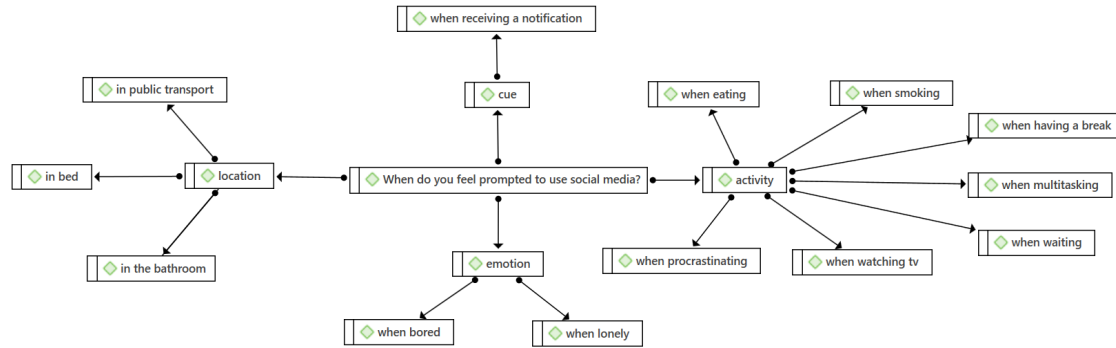 when receiving a notification
in public transport
cue
when eating
when smoking
when having a break
in bed
location
When do you feel prompted to use social media?
activity
when multitasking
when waiting
in the bathroom
emotion
when procrastinating
when watching tv
when bored
when lonely